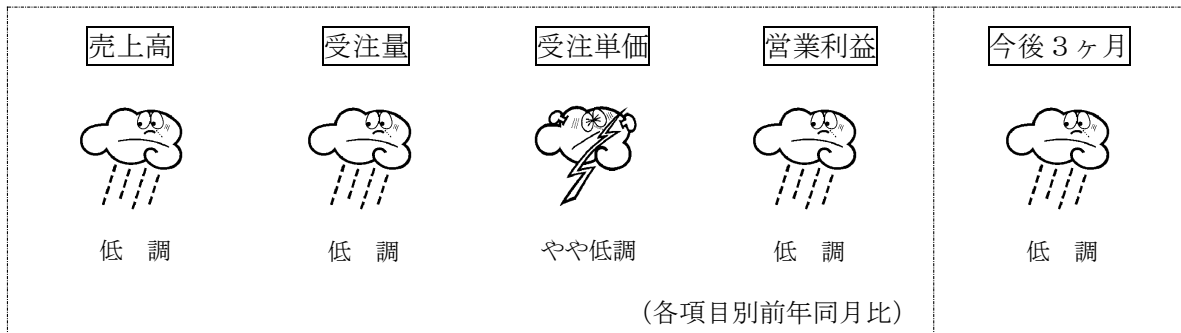 売上高 受注量 受注単価 営業利益 今後３ヶ月
低　調 低　調 やや低調 低　調 低　調
（各項目別前年同月比）